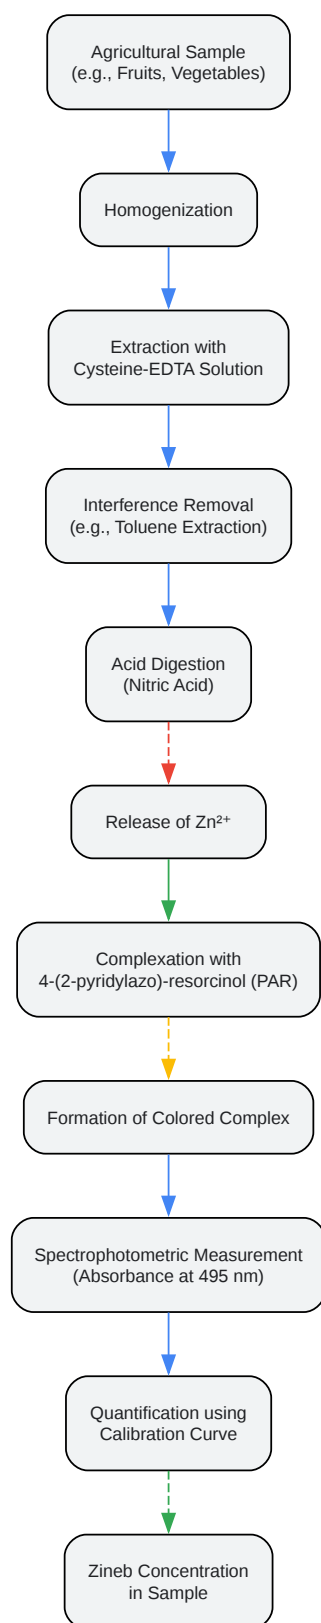 Agricultural Sample
(e.g., Fruits, Vegetables)
Homogenization
Extraction with
Cysteine-EDTA Solution
Interference Removal
(e.g., Toluene Extraction)
Acid Digestion
(Nitric Acid)
Release of Zn²⁺
Complexation with
4-(2-pyridylazo)-resorcinol (PAR)
Formation of Colored Complex
Spectrophotometric Measurement
(Absorbance at 495 nm)
Quantification using
Calibration Curve
Zineb Concentration
in Sample